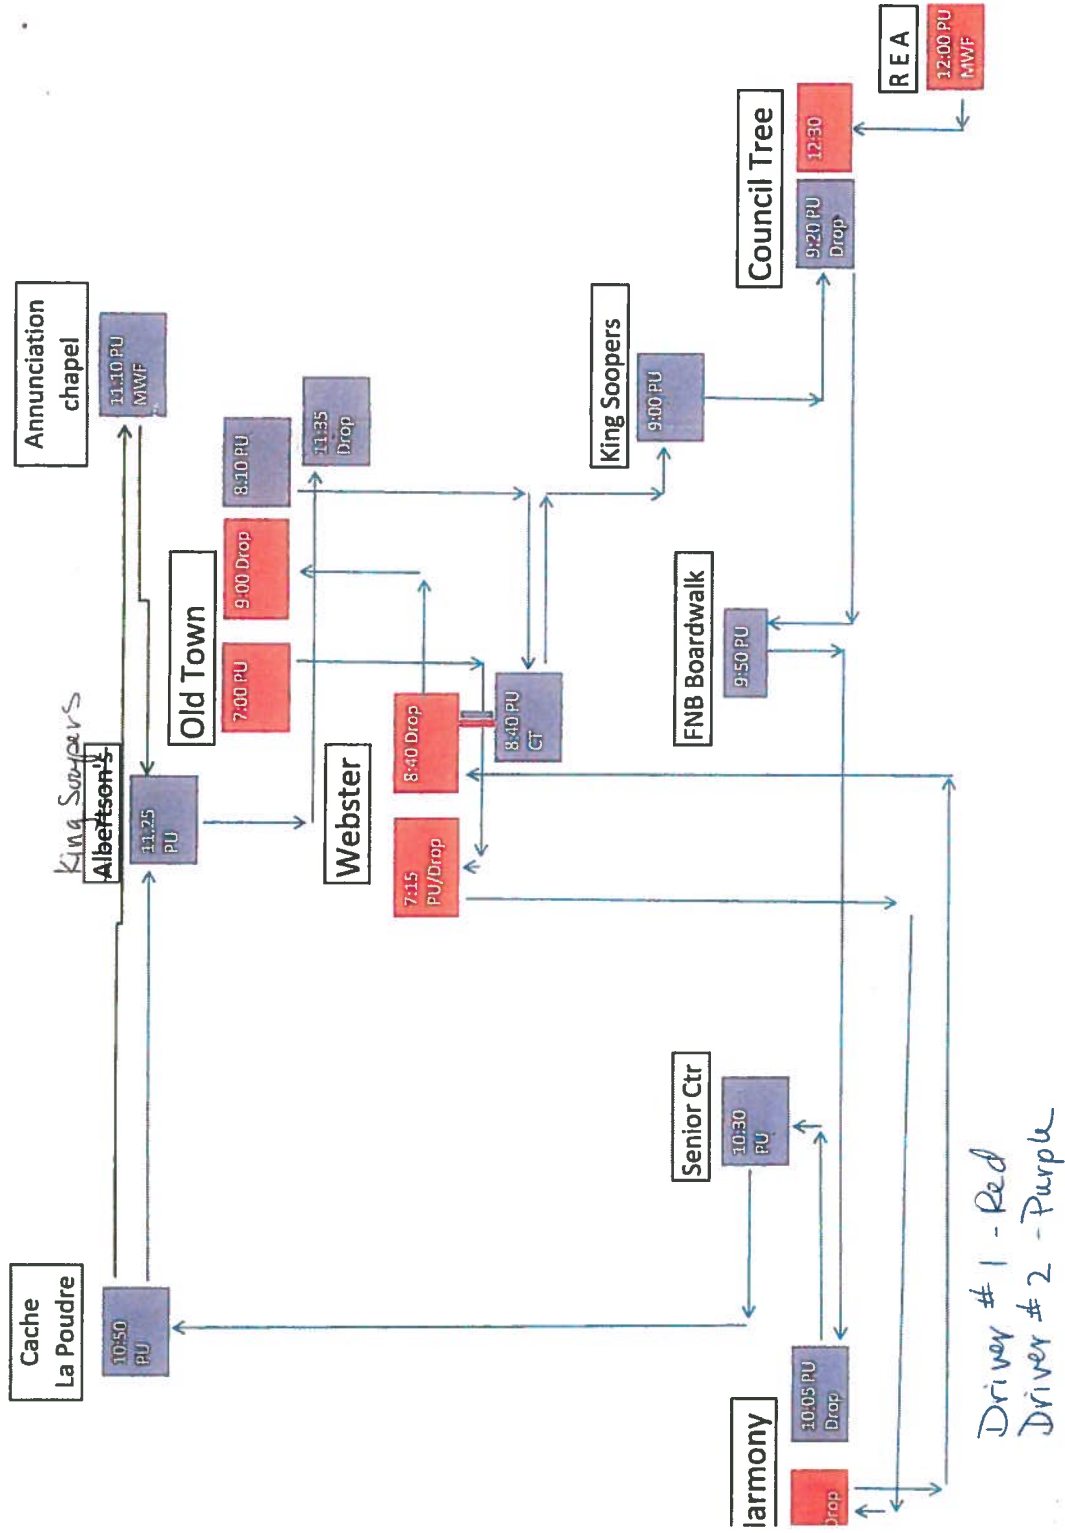 Cache
La Poudre
10:50
PU
King Soopers
Albertson's
11:25
PU
Annunciation
chapel
11:10 PU
MWF
Old Town
7:00 PU
9:00 Drop
8:10 PU
11:35
Drop
Webster
7:15
PU/Drop
8:40 Drop
8:40 PU
CT
King Soopers
9:00 PU
Senior Ctr
10:30
PU
FNB Boardwalk
9:50 PU
Council Tree
9:20 PU
Drop
12:30
R E A
12:00 PU
MWF
larmony
Drop
10:05 PU
Drop
Driver # 1 - Red
Driver # 2 - Purple